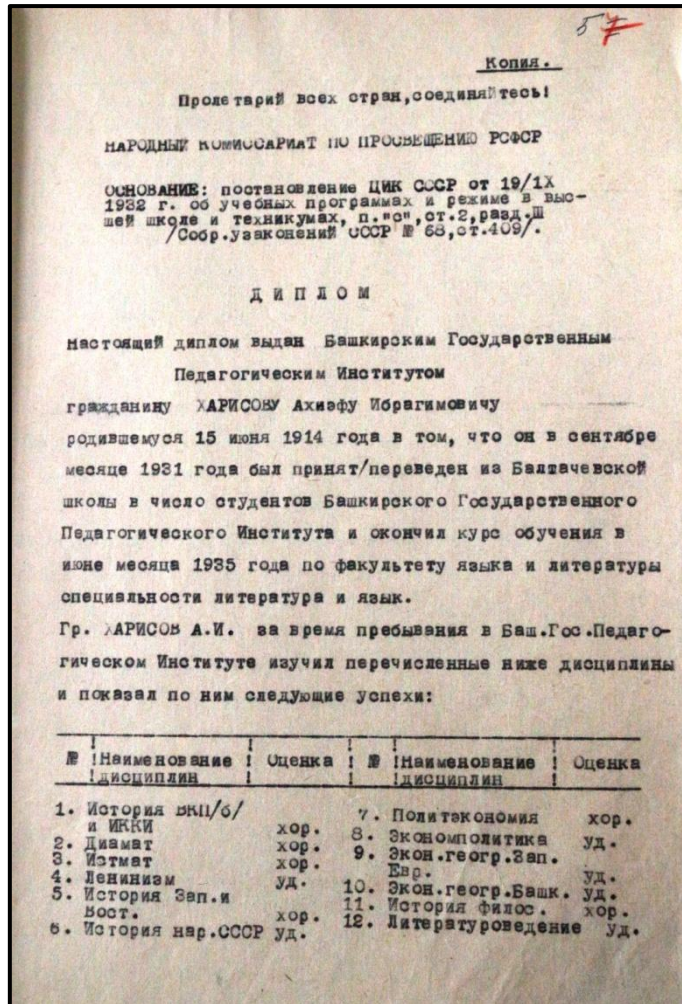 57
Копия.
Пролетарий всех стран,соединяйтесь!
НАРОДНЫЙ КОМИССАРИАТ ПО ПРОСВЕЩЕНИЮ РСФСР
ОСНОВАНИЕ: постановление ЦИК СССР от 19/IX
1932 г. об учебных программах и режиме в выс-
шей школе и техникумах, п."с",ст.2,разд.Ш
/Собр.узаконений СССР № 68,ст.409/.
ДИПЛОМ
Настоящий диплом выдан Башкирским Государственным
Педагогическим Институтом
гражданину ХАРИСОВУ Ахиэфу Ибрагимовичу
родившемуся 15 июня 1914 года в том, что он в сентябре
месяце 1931 года был принят/переведен из Балтачевской
школы в число студентов Башкирского Государственного
Педагогического Института и окончил курс обучения в
июне месяца 1935 года по факультету языка и литературы
специальности литература и язык.
Гр. ХАРИСОВ А.И. за время пребывания в Баш.Гос.Педаго-
гическом Институте изучил перечисленные ниже дисциплины
и показал по ним следующие успехи:
№ !Наименование ! Оценка ! № !Наименование ! Оценка
!дисциплин ! ! !дисциплин !
1. История ВКП/б/
и ИККИ хор.
2. Диамат хор.
3. Истмат хор.
4. Ленинизм уд.
5. История Зап.и
Вост. хор.
6. История нар.СССР уд.
7. Политэкономия хор.
8. Экономполитика уд.
9. Экон.геогр.Зап.
Евр. уд.
10. Экон.геогр.Башк. уд.
11. История филос. хор.
12. Литературоведение уд.